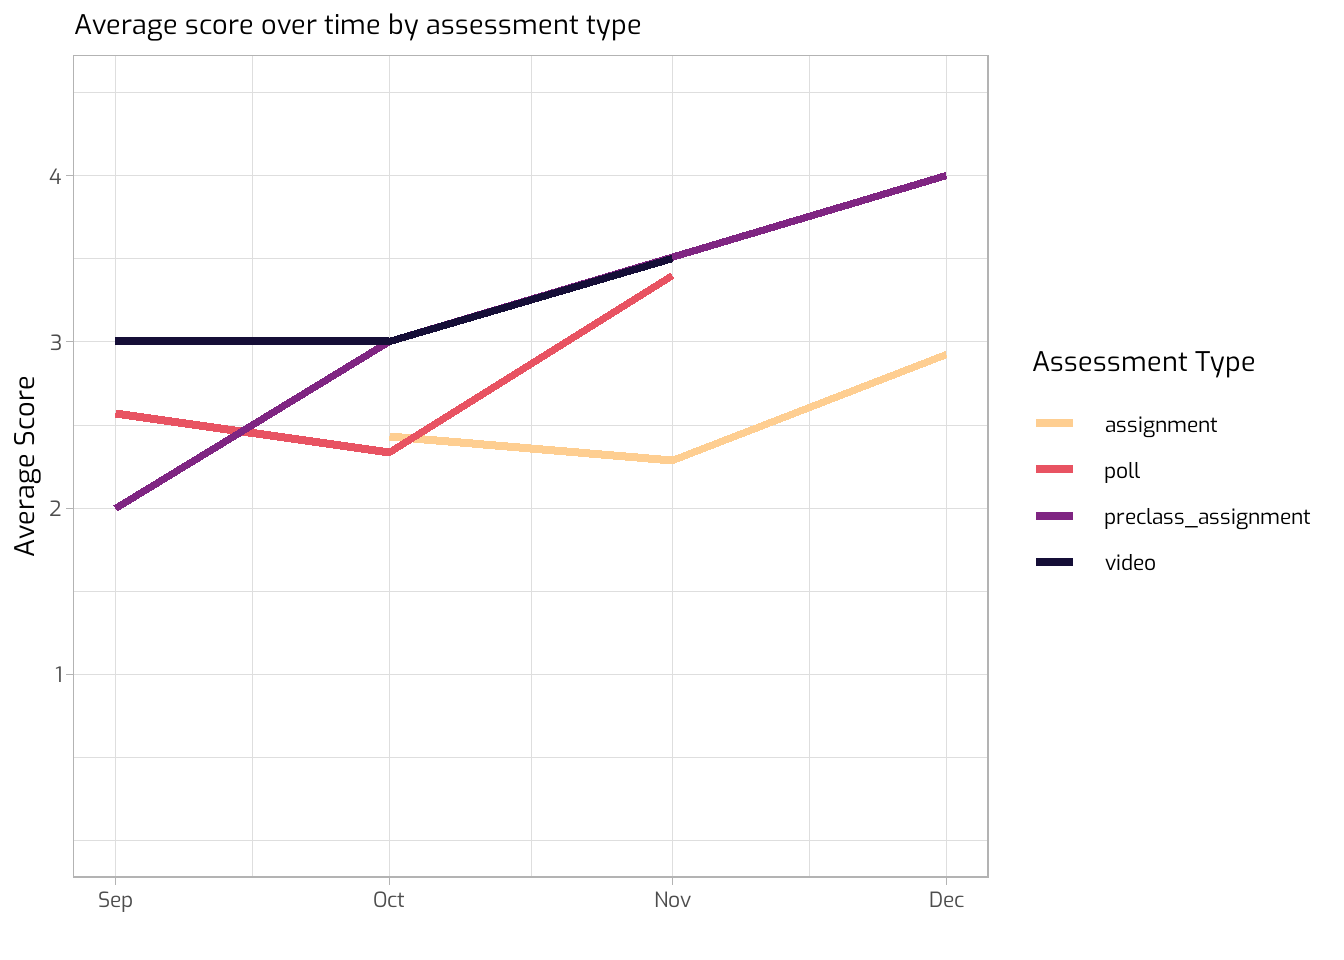 Average score over time by assessment type
Average Score
4
3
2
1
Sep Oct Nov Dec
Assessment Type
assignment
poll
preclass_assignment
video